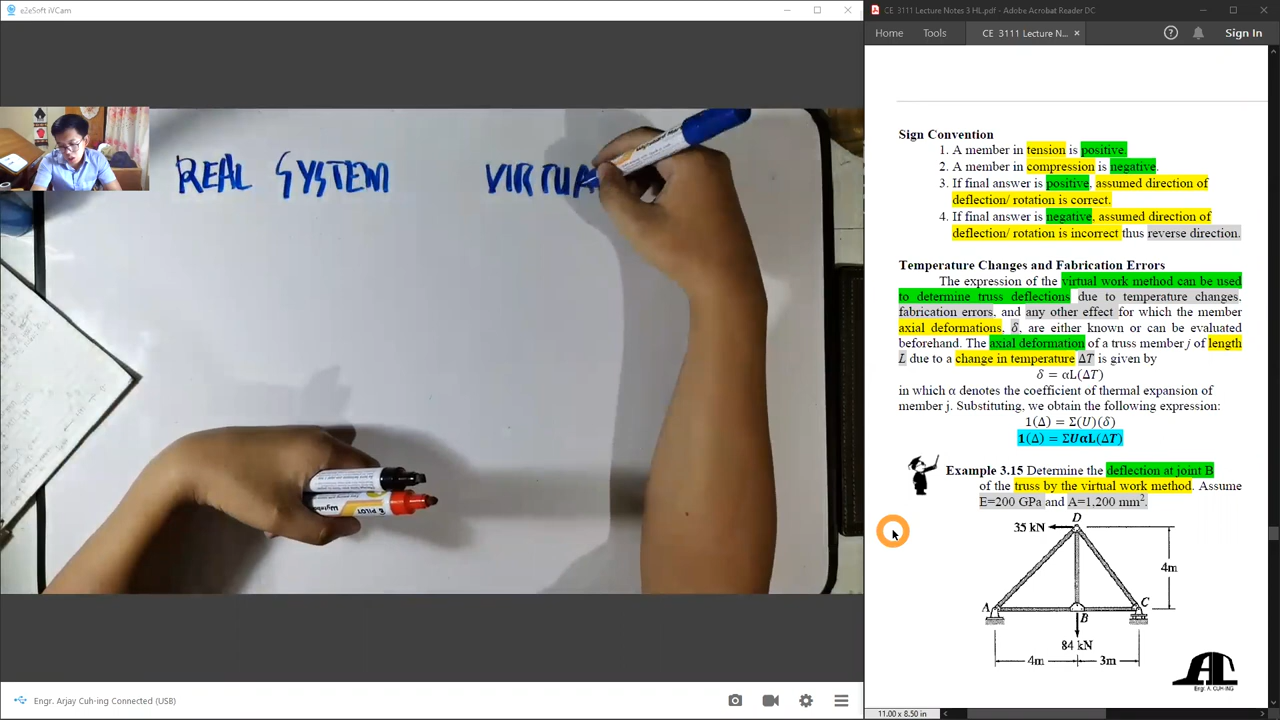 e2eSoft iVCam
REAL SYSTEM
VIRTUA
PILOT
Engr. Arjay Cuh-ing Connected (USB)
CE 3111 Lecture Notes 3 HL.pdf - Adobe Acrobat Reader DC
Home Tools CE 3111 Lecture N... × Sign In
Sign Convention
1. A member in tension is positive.
2. A member in compression is negative.
3. If final answer is positive, assumed direction of
deflection/ rotation is correct.
4. If final answer is negative, assumed direction of
deflection/ rotation is incorrect thus reverse direction.
Temperature Changes and Fabrication Errors
The expression of the virtual work method can be used
to determine truss deflections due to temperature changes,
fabrication errors, and any other effect for which the member
axial deformations, δ, are either known or can be evaluated
beforehand. The axial deformation of a truss member j of length
L due to a change in temperature ΔT is given by
δ = αL(ΔT)
in which α denotes the coefficient of thermal expansion of
member j. Substituting, we obtain the following expression:
1(Δ) = Σ(U)(δ)
1(Δ) = ΣUαL(ΔT)
Example 3.15 Determine the deflection at joint B
of the truss by the virtual work method. Assume
E=200 GPa and A=1,200 mm².
D
35 kN
4m
A
C
B
84 kN
4m
3m
Engr. A. CUH-ING
11.00 x 8.50 in